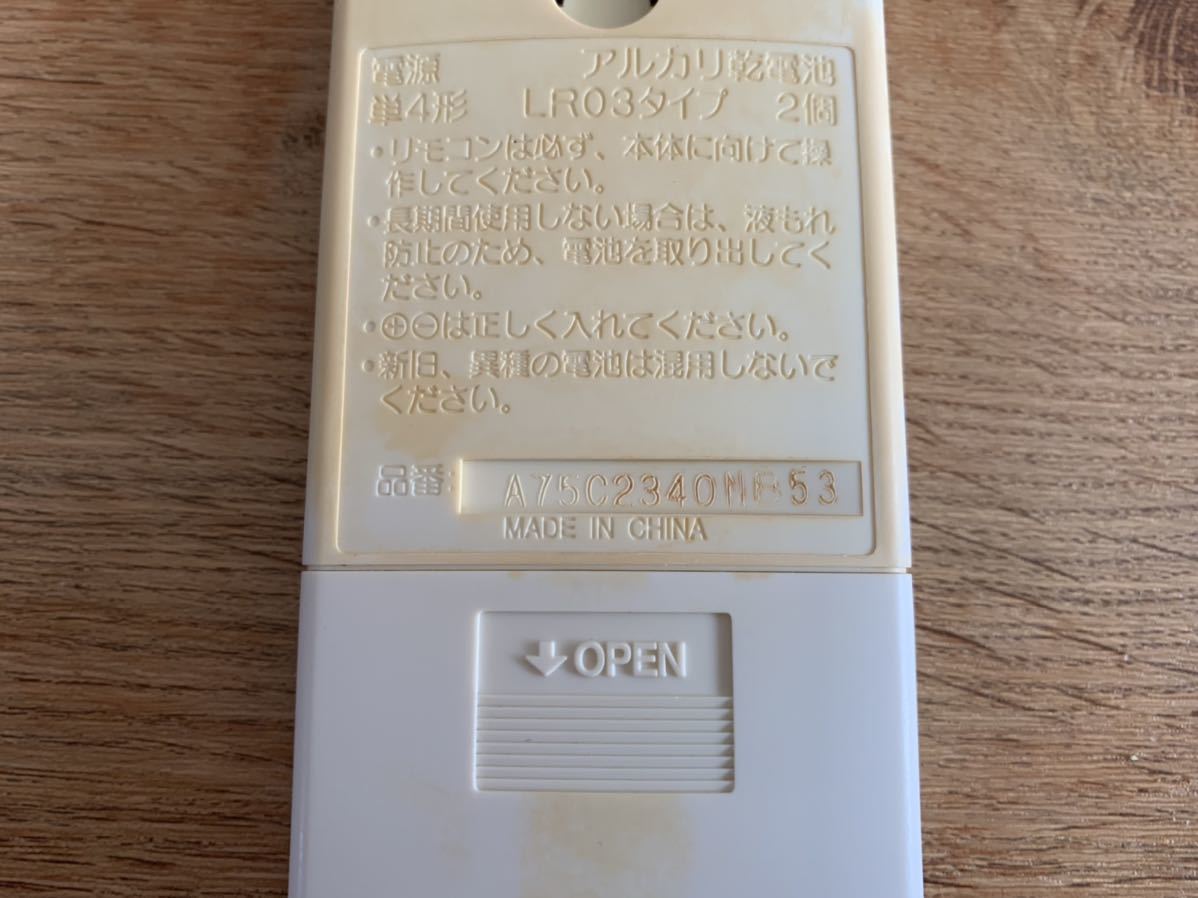 電源 アルカリ乾電池
単4形 LR03タイプ 2個
・リモコンは必ず、本体に向けて操
作してください。
・長期間使用しない場合は、液もれ
防止のため、電池を取り出してく
ださい。
・⊕⊖は正しく入れてください。
・新旧、異種の電池は混用しないで
ください。
品番: A75C2340MB53
MADE IN CHINA
↓OPEN